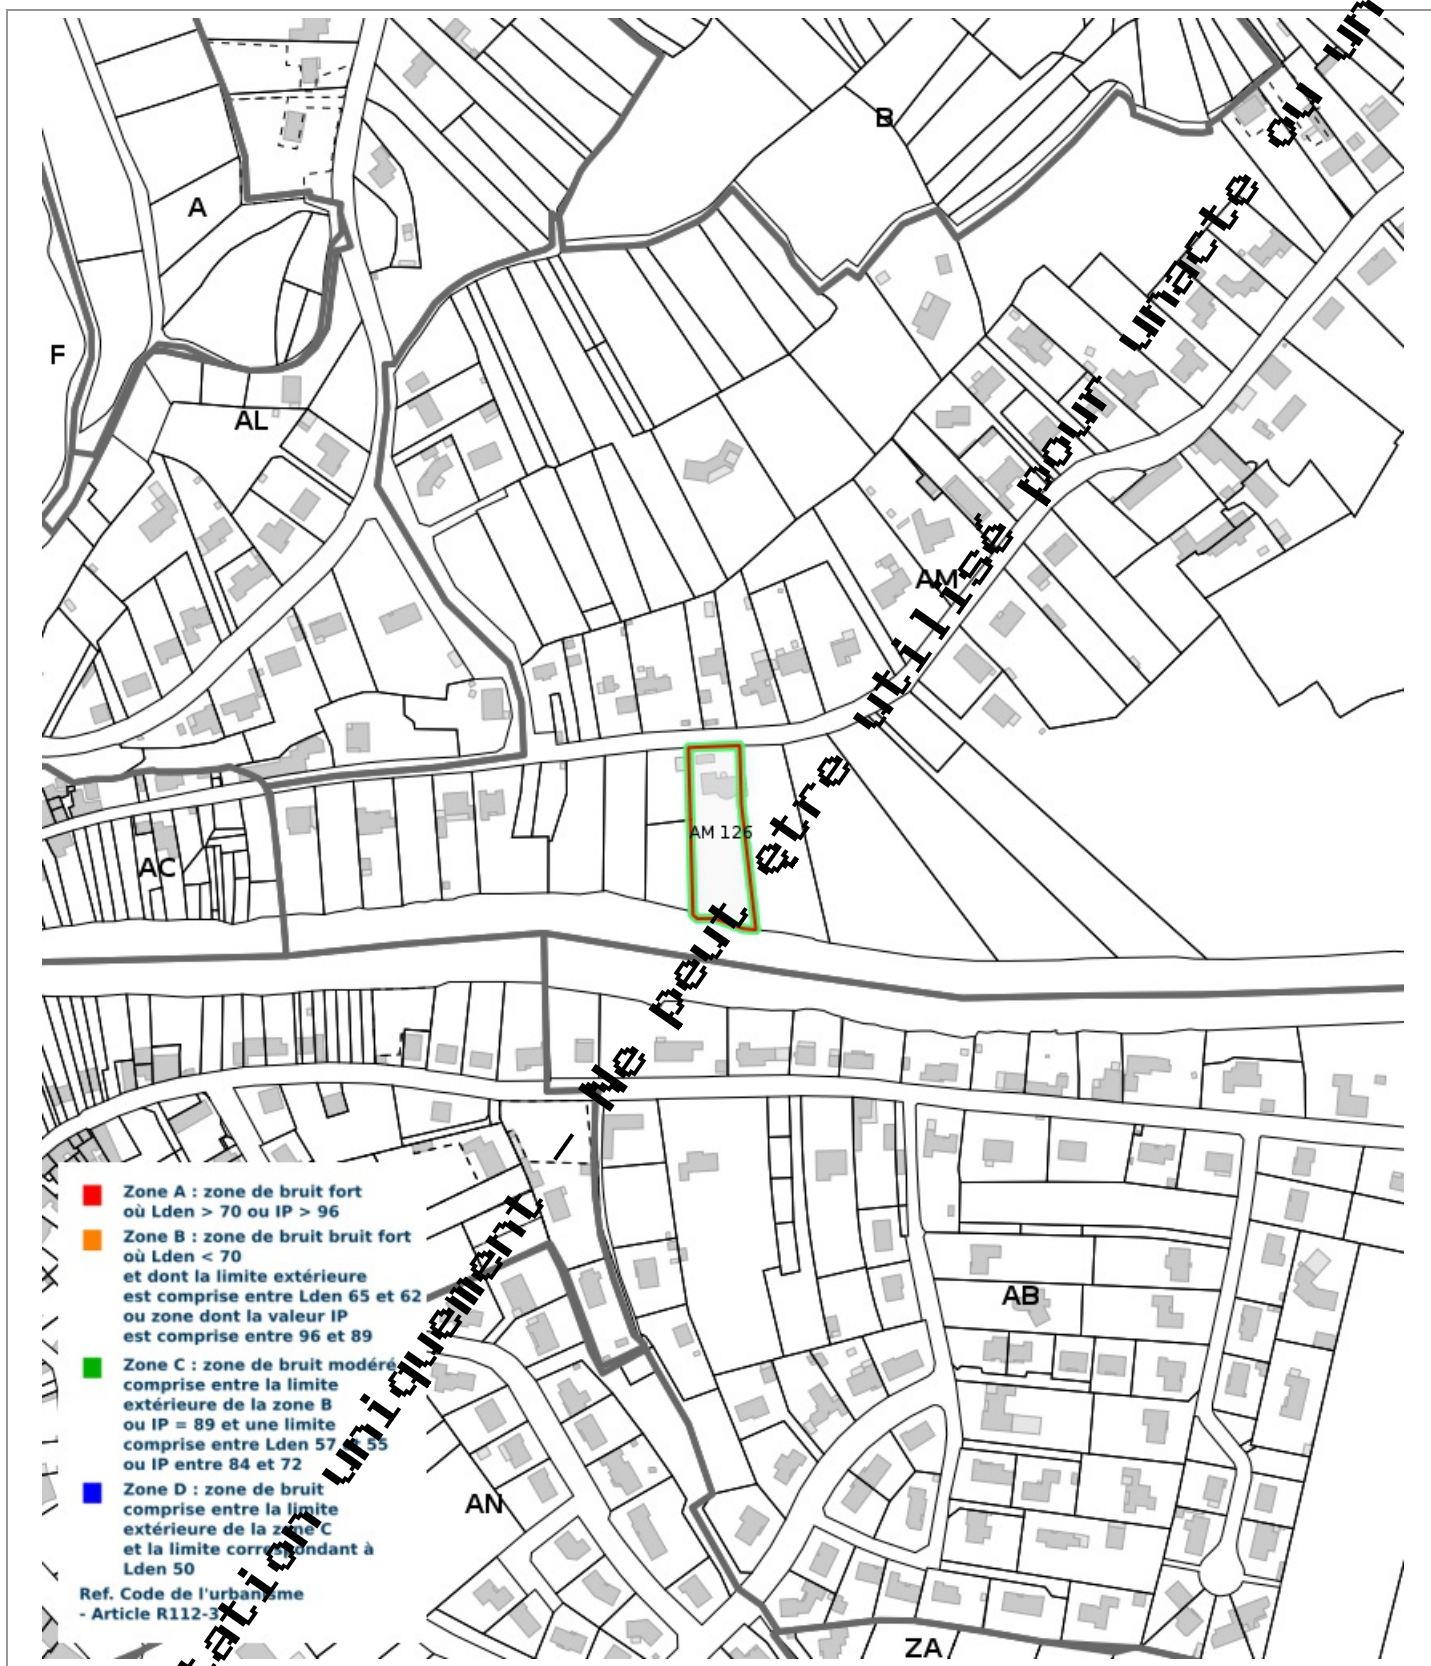 B
A
F
AL
AM
AM 126
AC
Zone A : zone de bruit fort
où Lden > 70 ou IP > 96
Zone B : zone de bruit bruit fort
où Lden < 70
et dont la limite extérieure
est comprise entre Lden 65 et 62
ou zone dont la valeur IP
est comprise entre 96 et 89
Zone C : zone de bruit modéré
comprise entre la limite
extérieure de la zone B
ou IP = 89 et une limite
comprise entre Lden 57 et 55
ou IP entre 84 et 72
Zone D : zone de bruit
comprise entre la limite
extérieure de la zone C
et la limite correspondant à
Lden 50
Ref. Code de l'urbanisme
- Article R112-3
AB
AN
ZA
ation uniquement - Ne peut etre utilisé pour un acte ou un